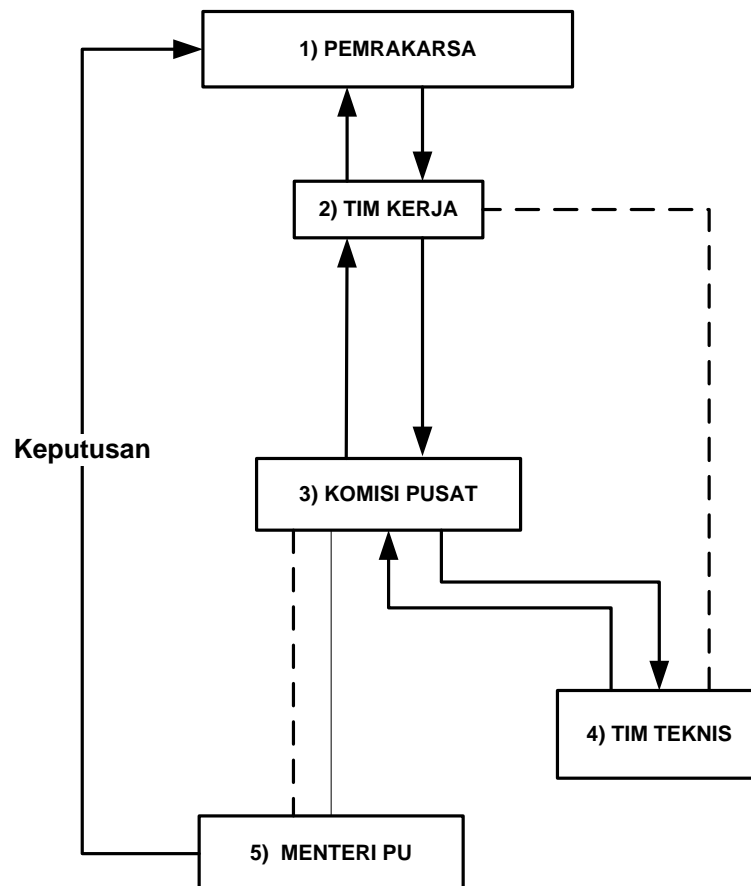 1) PEMRAKARSA
2) TIM KERJA
Keputusan
3) KOMISI PUSAT
4) TIM TEKNIS
5) MENTERI PU